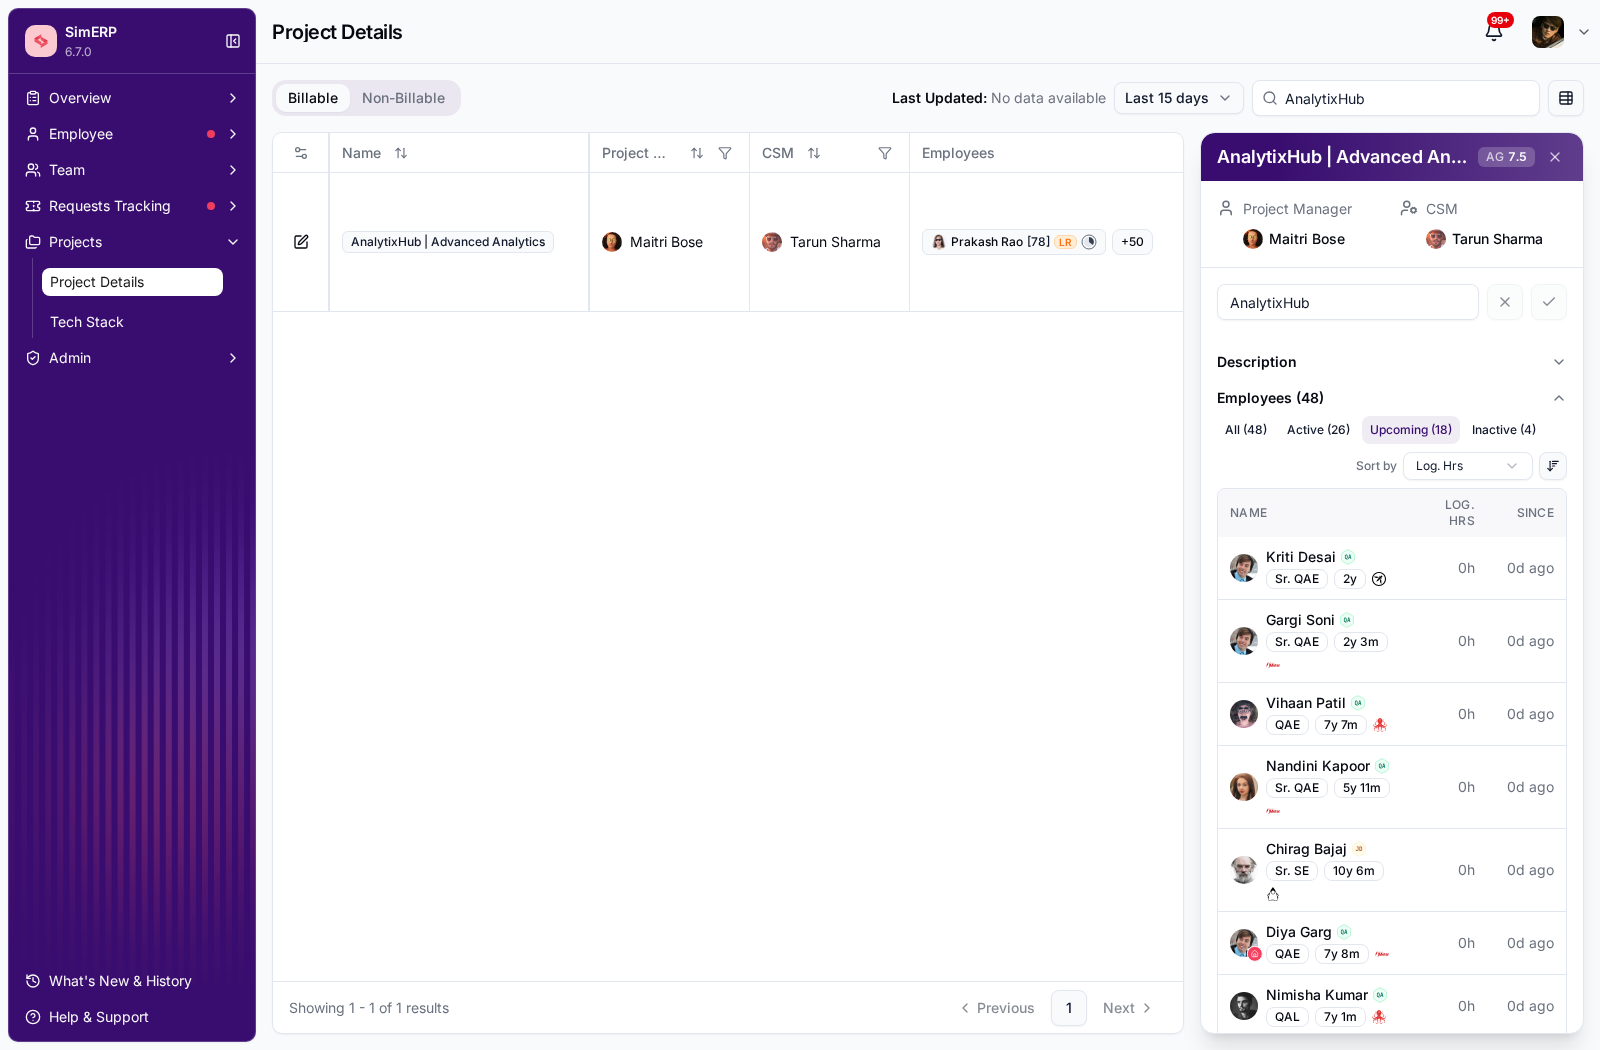 SimERP
6.7.0
Overview
Employee
Team
Requests Tracking
Projects
Project Details
Tech Stack
Admin
What's New & History
Help & Support
Project Details
99+
Billable
Non-Billable
Last Updated: No data available
Last 15 days
AnalytixHub
Name
Project ...
CSM
Employees
AnalytixHub | Advanced Analytics
Maitri Bose
Tarun Sharma
Prakash Rao [78] LR
+50
Showing 1 - 1 of 1 results
Previous
1
Next
AnalytixHub | Advanced An...
AG 7.5
Project Manager
CSM
Maitri Bose
Tarun Sharma
AnalytixHub
Description
Employees (48)
All (48)
Active (26)
Upcoming (18)
Inactive (4)
Sort by
Log. Hrs
NAME
LOG. HRS
SINCE
Kriti Desai QA
Sr. QAE
2y
0h
0d ago
Gargi Soni QA
Sr. QAE
2y 3m
0h
0d ago
Vihaan Patil QA
QAE
7y 7m
0h
0d ago
Nandini Kapoor QA
Sr. QAE
5y 11m
0h
0d ago
Chirag Bajaj
Sr. SE
10y 6m
0h
0d ago
Diya Garg QA
QAE
7y 8m
0h
0d ago
Nimisha Kumar QA
QAL
7y 1m
0h
0d ago